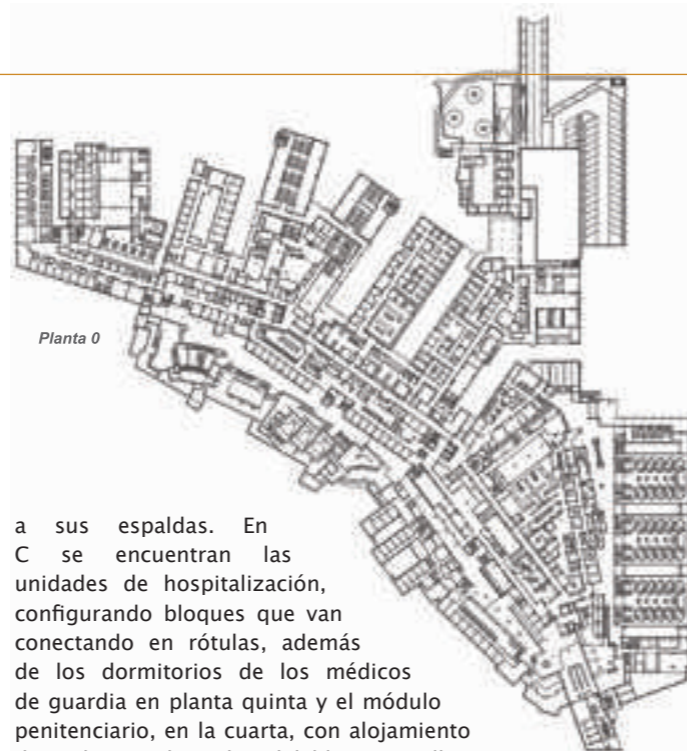 Planta 0
a sus espaldas. En
C se encuentran las
unidades de hospitalización,
configurando bloques que van
conectando en rótulas, además
de los dormitorios de los médicos
de guardia en planta quinta y el módulo
penitenciario, en la cuarta, con alojamiento